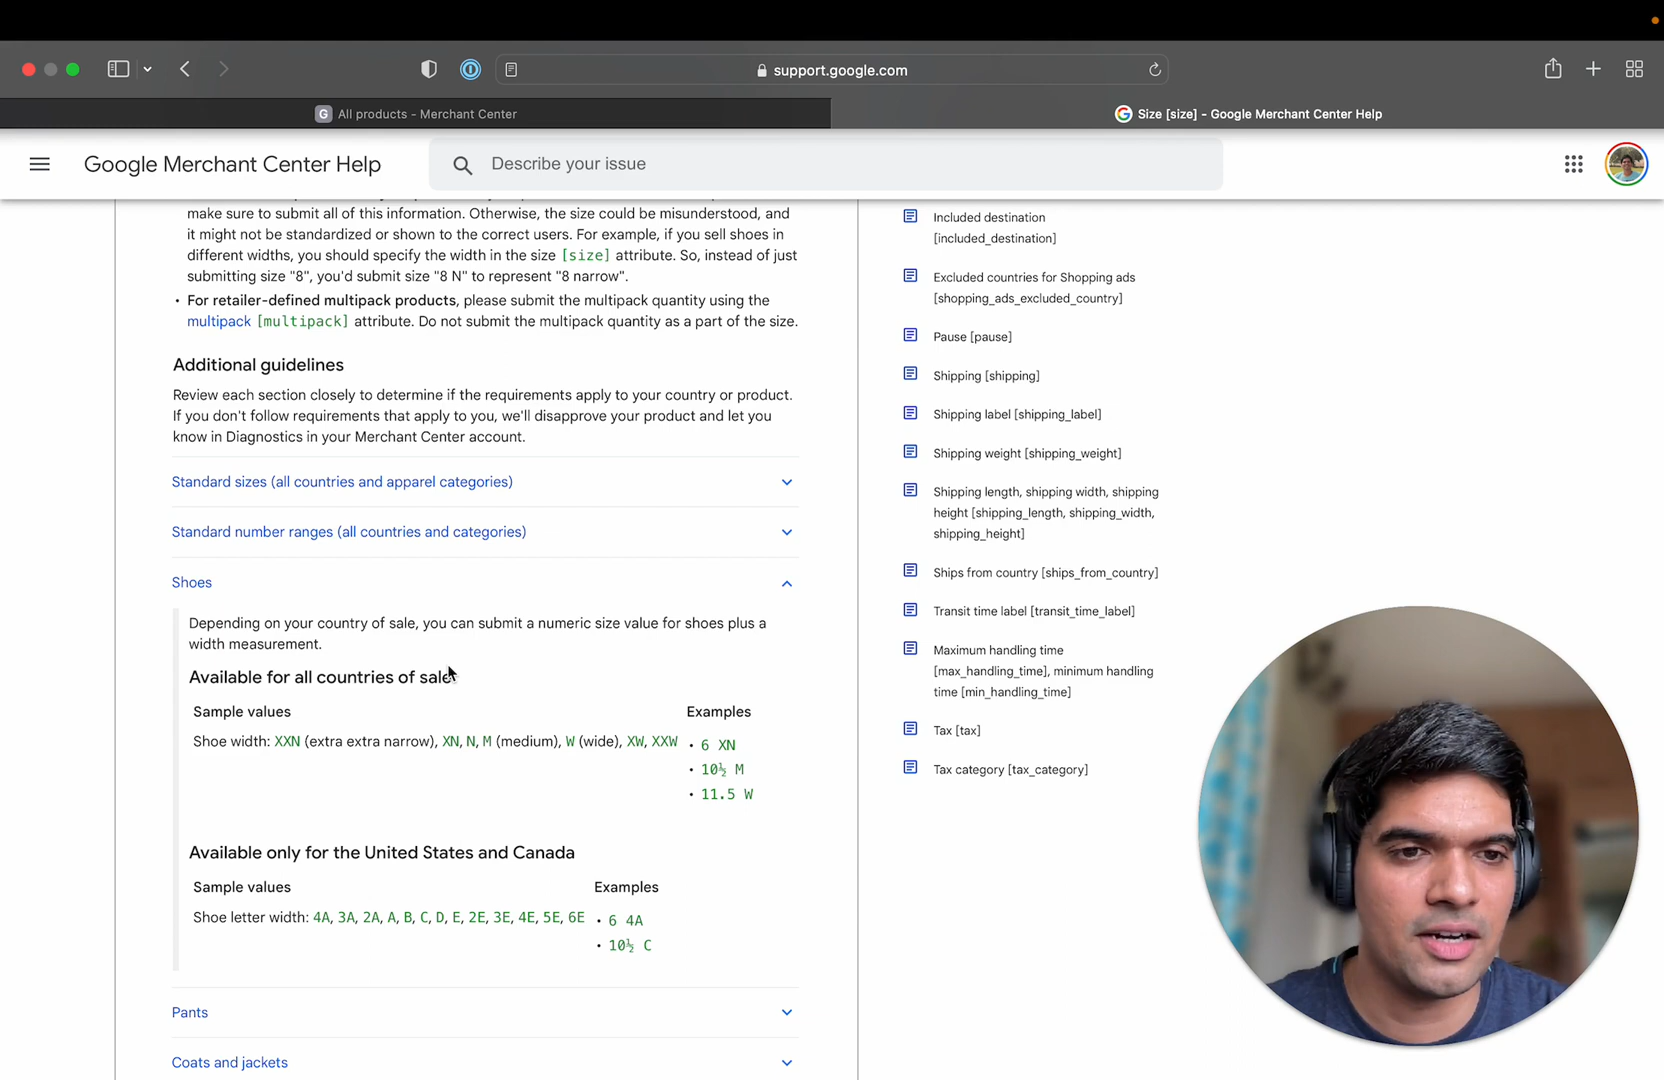 support.google.com
All products - Merchant Center
Size [size] - Google Merchant Center Help
Google Merchant Center Help
Describe your issue
make sure to submit all of this information. Otherwise, the size could be misunderstood, and
it might not be standardized or shown to the correct users. For example, if you sell shoes in
different widths, you should specify the width in the size [size] attribute. So, instead of just
submitting size "8", you'd submit size "8 N" to represent "8 narrow".
• For retailer-defined multipack products, please submit the multipack quantity using the
multipack [multipack] attribute. Do not submit the multipack quantity as a part of the size.
Additional guidelines
Review each section closely to determine if the requirements apply to your country or product.
If you don't follow requirements that apply to you, we'll disapprove your product and let you
know in Diagnostics in your Merchant Center account.
Standard sizes (all countries and apparel categories)
Standard number ranges (all countries and categories)
Shoes
Depending on your country of sale, you can submit a numeric size value for shoes plus a
width measurement.
Available for all countries of sale
Sample values
Examples
Shoe width: XXN (extra extra narrow), XN, N, M (medium), W (wide), XW, XXW
• 6 XN
• 10½ M
• 11.5 W
Available only for the United States and Canada
Sample values
Examples
Shoe letter width: 4A, 3A, 2A, A, B, C, D, E, 2E, 3E, 4E, 5E, 6E
• 6 4A
• 10½ C
Pants
Coats and jackets
Included destination
[included_destination]
Excluded countries for Shopping ads
[shopping_ads_excluded_country]
Pause [pause]
Shipping [shipping]
Shipping label [shipping_label]
Shipping weight [shipping_weight]
Shipping length, shipping width, shipping
height [shipping_length, shipping_width,
shipping_height]
Ships from country [ships_from_country]
Transit time label [transit_time_label]
Maximum handling time
[max_handling_time], minimum handling
time [min_handling_time]
Tax [tax]
Tax category [tax_category]